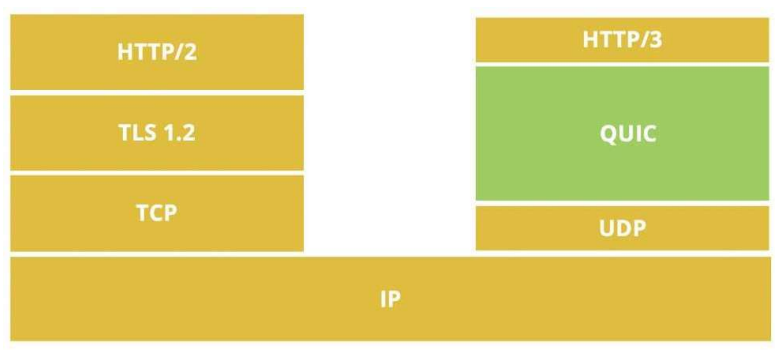 HTTP/2
TLS 1.2
TCP
HTTP/3
QUIC
UDP
IP